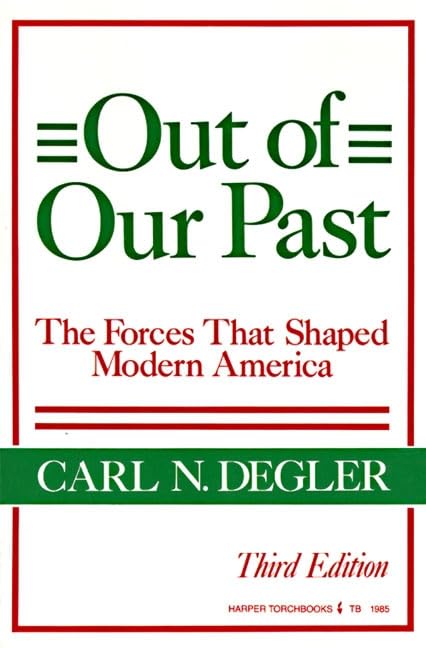 Out of
Our Past
The Forces That Shaped
Modern America
CARL N. DEGLER
Third Edition
HARPER TORCHBOOKS TB 1985